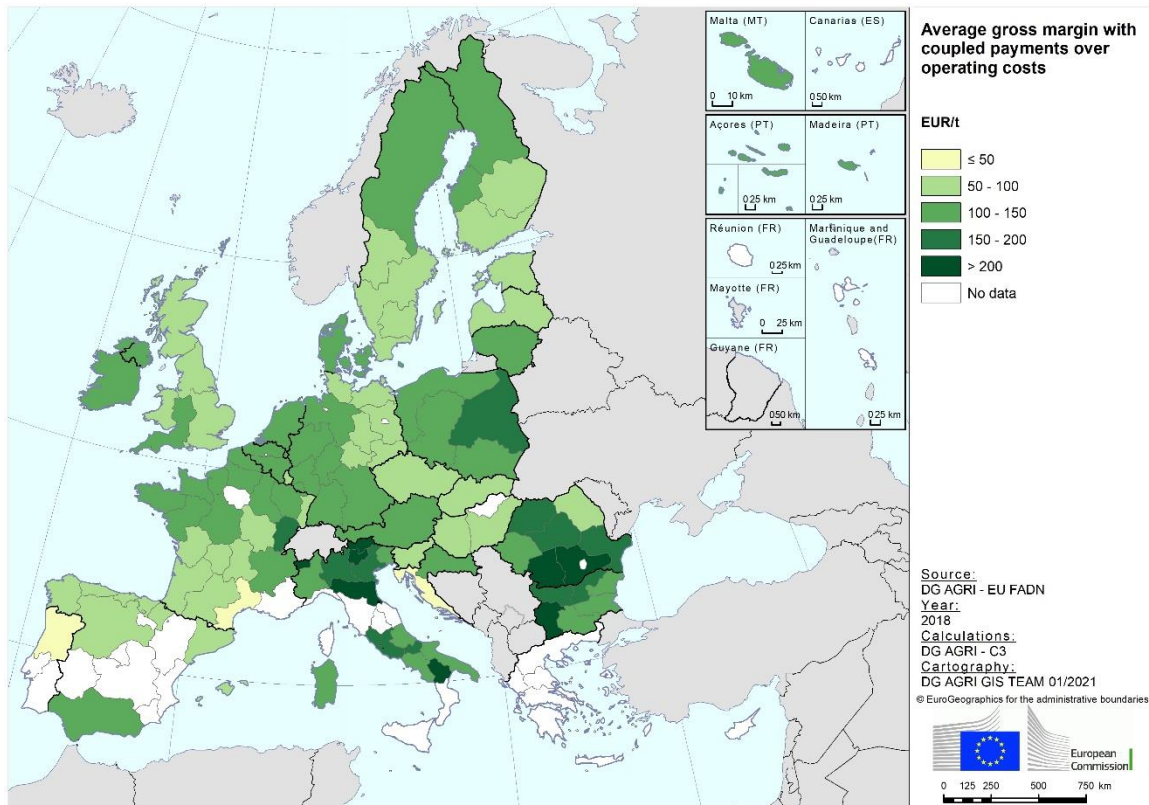 Malta (MT)
0 10 km
Canarias (ES)
0 50 km
Açores (PT)
0 25 km
Madeira (PT)
0 25 km
Réunion (FR)
0 25 km
Martinique and
Guadeloupe(FR)
Mayotte (FR)
0 25 km
Guyane (FR)
0 50 km
0 25 km
Average gross margin with
coupled payments over
operating costs
EUR/t
≤ 50
50 - 100
100 - 150
150 - 200
> 200
No data
Source:
DG AGRI - EU FADN
Year:
2018
Calculations:
DG AGRI - C3
Cartography:
DG AGRI GIS TEAM 01/2021
© EuroGeographics for the administrative boundaries
European
Commission
0 125 250 500 750 km